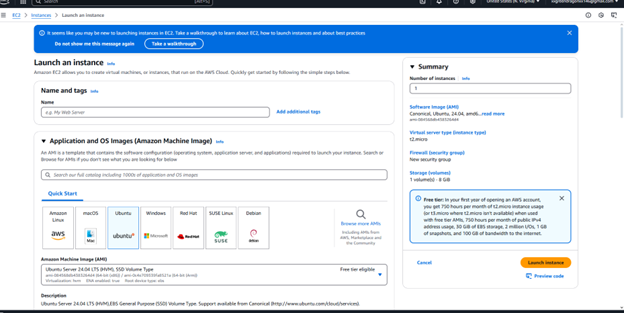 Search
[Alt+S]
United States (N. Virginia)
EC2 > Instances > Launch an instance
It seems like you may be new to launching instances in EC2. Take a walkthrough to learn about EC2, how to launch instances and about best practices
Do not show me this message again
Take a walkthrough
Launch an instance Info
Amazon EC2 allows you to create virtual machines, or instances, that run on the AWS Cloud. Quickly get started by following the simple steps below.
Name and tags Info
Name
e.g. My Web Server
Add additional tags
Application and OS Images (Amazon Machine Image) Info
An AMI is a template that contains the software configuration (operating system, application server, and applications) required to launch your instance. Search or
Browse for AMIs if you don't see what you are looking for below
Search our full catalog including 1000s of application and OS images
Quick Start
Amazon
Linux
macOS
Ubuntu
Windows
Red Hat
SUSE Linux
Debian
aws
Mac
ubuntu
Microsoft
Red Hat
SUSE
debian
Browse more AMIs
Including AMIs from
AWS, Marketplace and
the Community
Amazon Machine Image (AMI)
Ubuntu Server 24.04 LTS (HVM), SSD Volume Type
Free tier eligible
Virtualization: hvm ENA enabled: true Root device type: ebs
Description
Ubuntu Server 24.04 LTS (HVM),EBS General Purpose (SSD) Volume Type. Support available from Canonical (http://www.ubuntu.com/cloud/services).
Summary
Number of instances Info
1
Software Image (AMI)
Canonical, Ubuntu, 24.04, amd6...read more
Virtual server type (instance type)
t2.micro
Firewall (security group)
New security group
Storage (volumes)
1 volume(s) - 8 GiB
Free tier: In your first year of opening an AWS account,
you get 750 hours per month of t2.micro instance usage
(or t3.micro where t2.micro isn't available) when used
with free tier AMIs, 750 hours per month of public IPv4
address usage, 30 GiB of EBS storage, 2 million I/Os, 1 GB
of snapshots, and 100 GB of bandwidth to the internet.
Cancel
Launch instance
Preview code